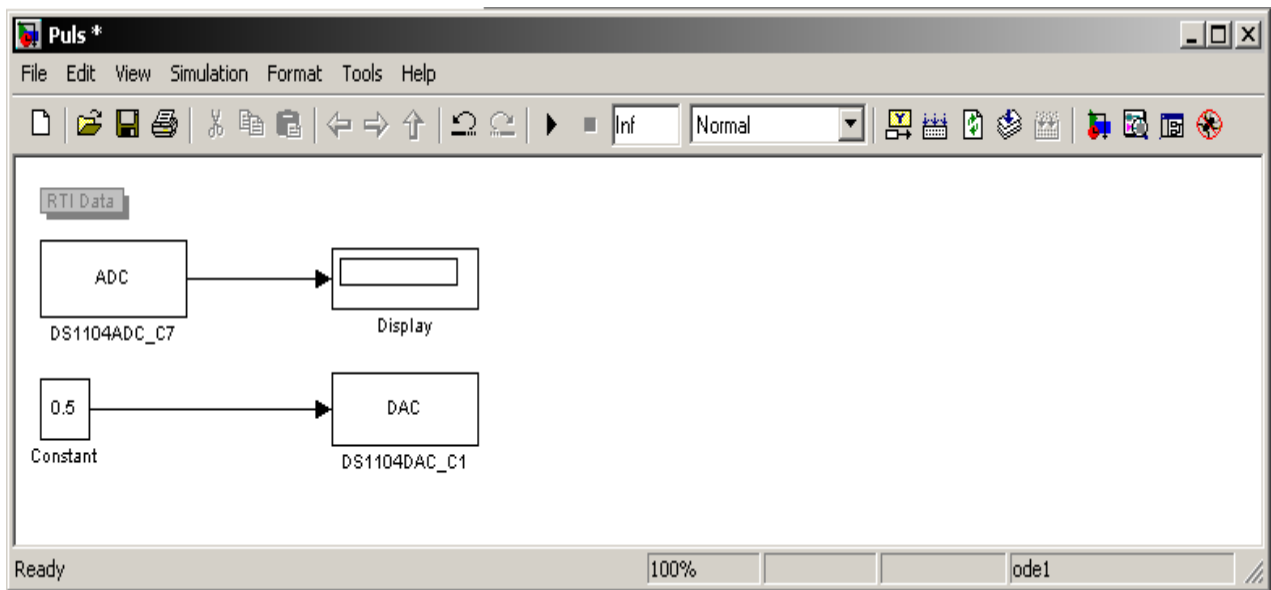 Puls *
File Edit View Simulation Format Tools Help
Inf Normal
RTI Data
ADC
DS1104ADC_C7
Display
0.5
Constant
DAC
DS1104DAC_C1
Ready 100% ode1